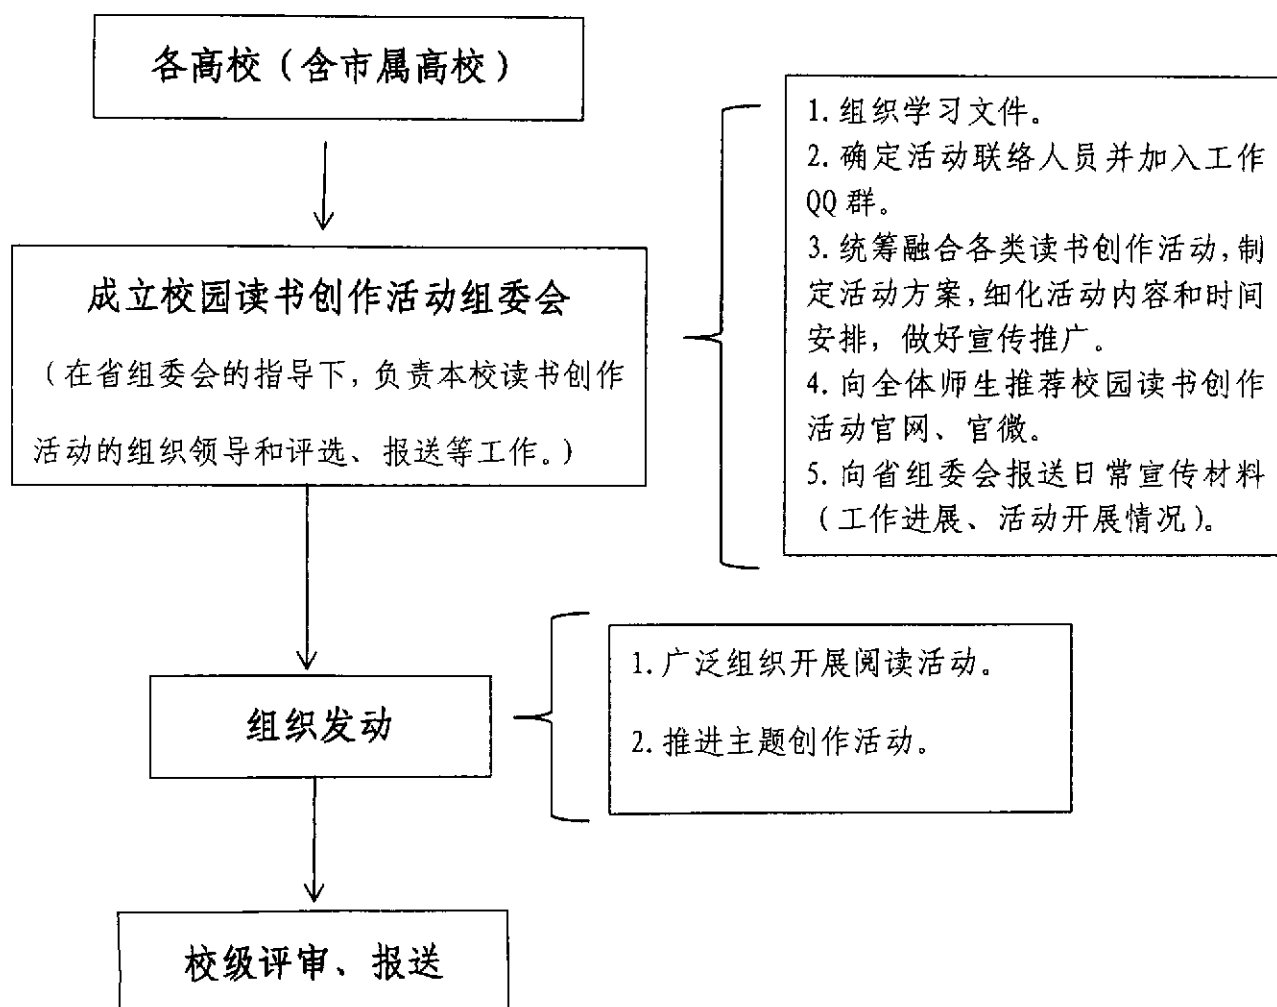 各高校（含市属高校）
成立校园读书创作活动组委会
（在省组委会的指导下，负责本校读书创作
活动的组织领导和评选、报送等工作。）
1.组织学习文件。
2.确定活动联络人员并加入工作
QQ群。
3.统筹融合各类读书创作活动，制
定活动方案，细化活动内容和时间
安排，做好宣传推广。
4.向全体师生推荐校园读书创作
活动官网、官微。
5.向省组委会报送日常宣传材料
（工作进展、活动开展情况）。
组织发动
1.广泛组织开展阅读活动。
2.推进主题创作活动。
校级评审、报送